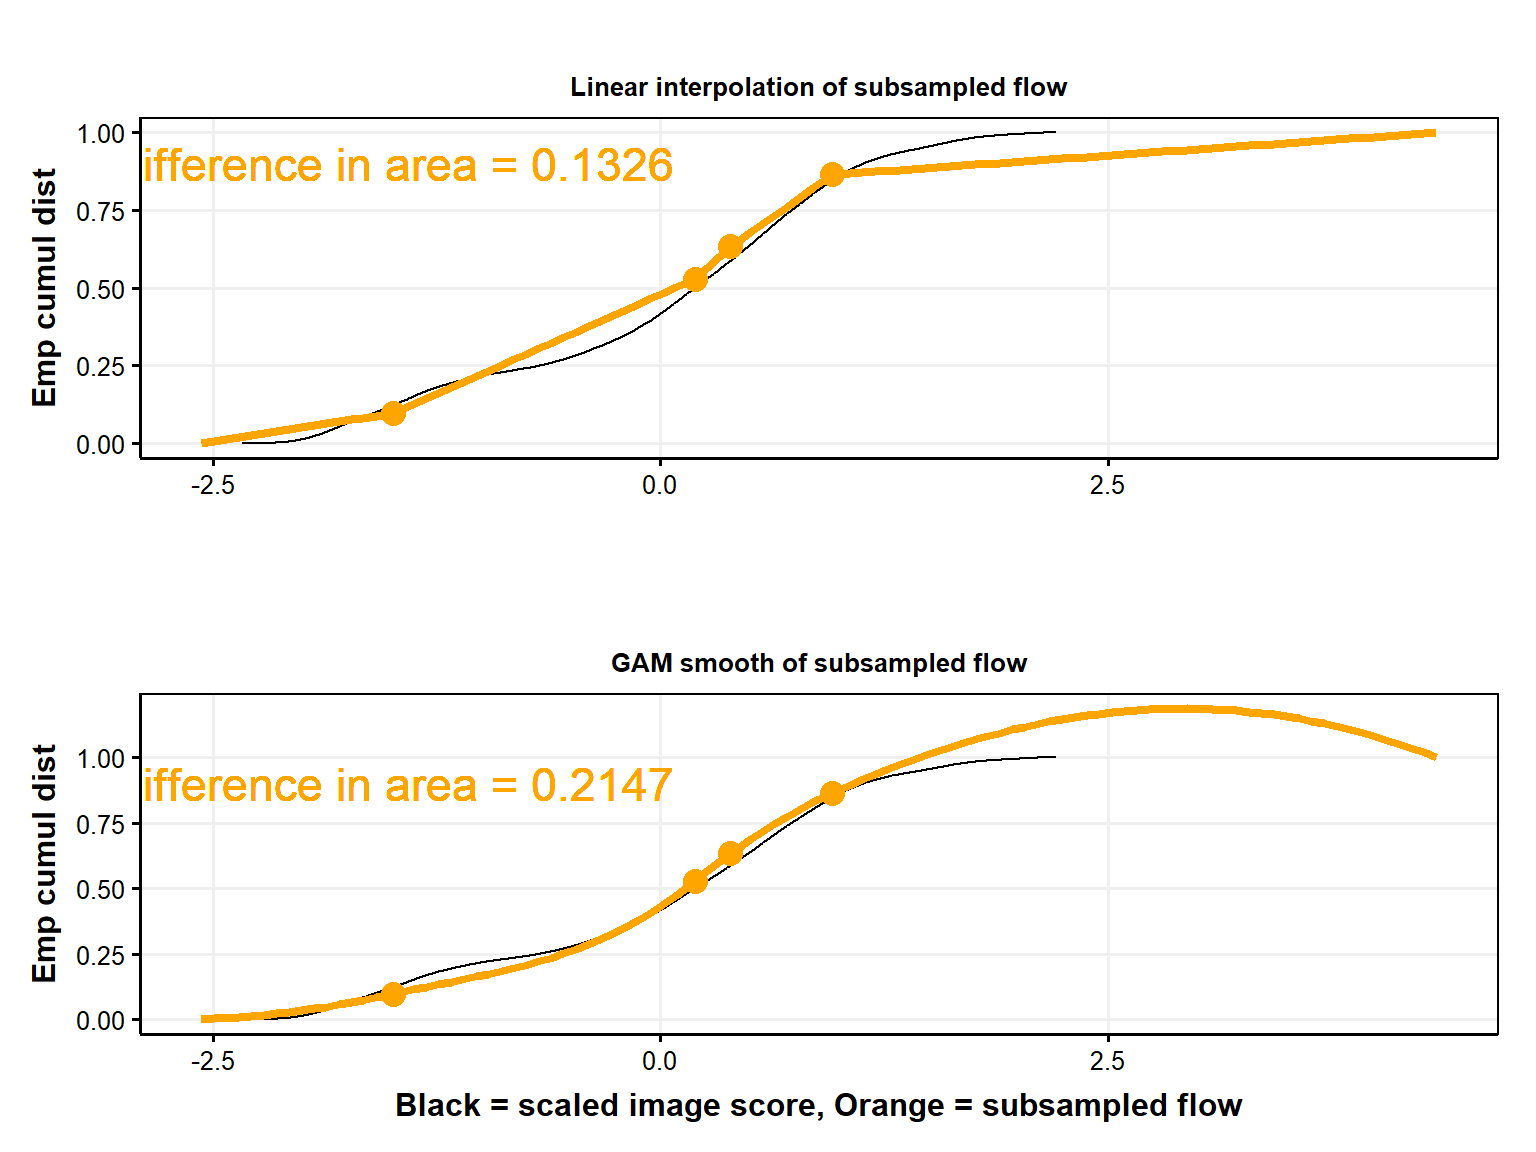 Linear interpolation of subsampled flow
1.00
ifference in area = 0.1326
0.75
Emp cumul dist
0.50
0.25
0.00
-2.5 0.0 2.5
GAM smooth of subsampled flow
1.00
ifference in area = 0.2147
0.75
Emp cumul dist
0.50
0.25
0.00
-2.5 0.0 2.5
Black = scaled image score, Orange = subsampled flow